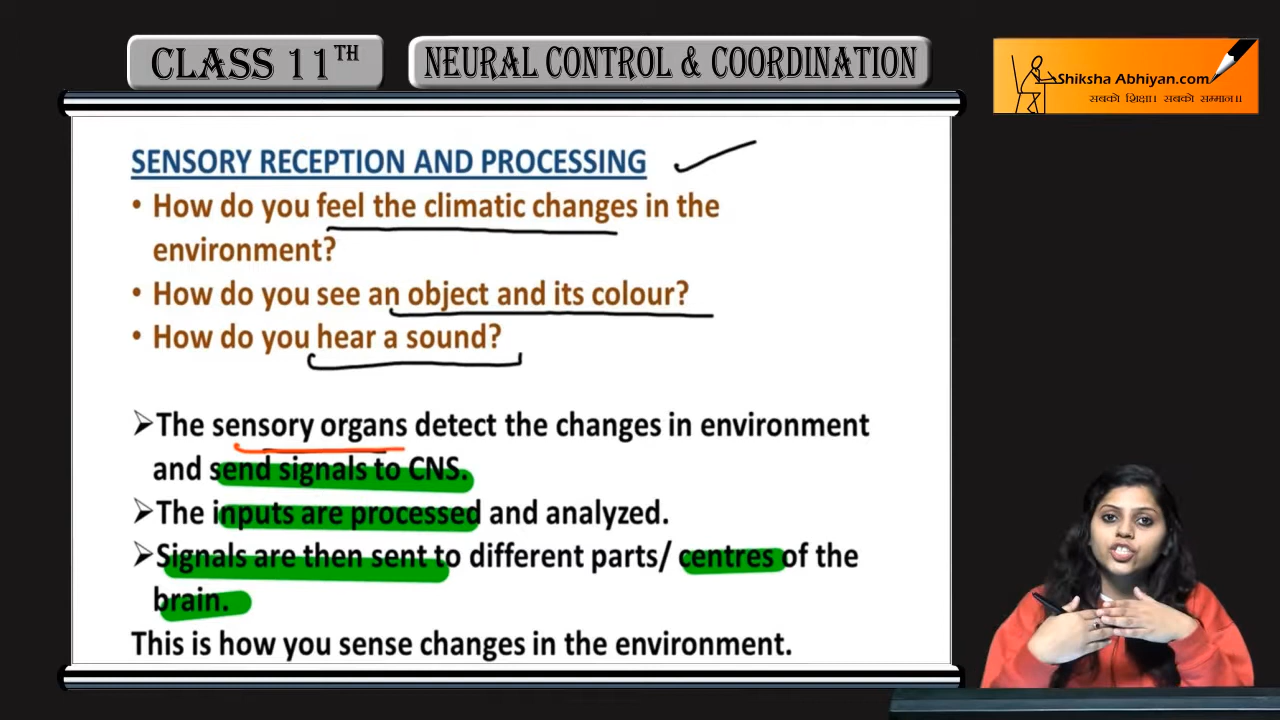 CLASS 11TH
NEURAL CONTROL & COORDINATION
Shiksha Abhiyan.com
सबको शिक्षा। सबको सम्मान।।
SENSORY RECEPTION AND PROCESSING
• How do you feel the climatic changes in the
environment?
• How do you see an object and its colour?
• How do you hear a sound?
➢The sensory organs detect the changes in environment
and send signals to CNS.
➢The inputs are processed and analyzed.
➢Signals are then sent to different parts/ centres of the
brain.
This is how you sense changes in the environment.